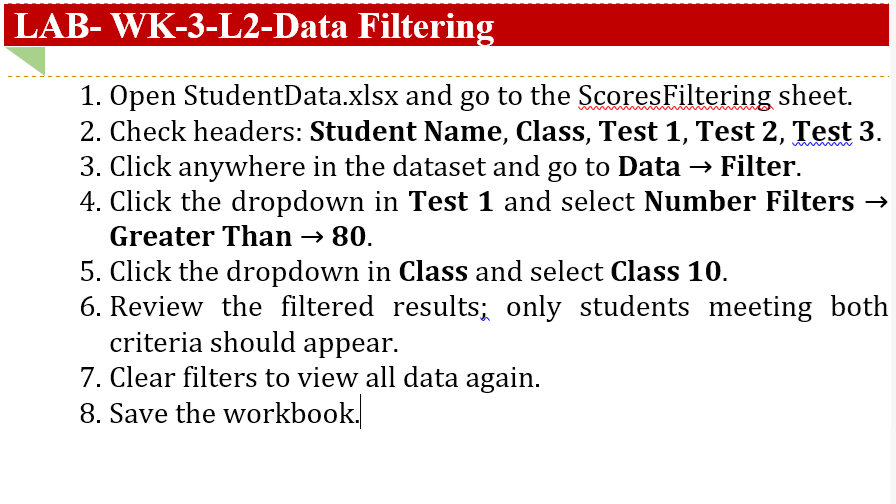 LAB- WK-3-L2-Data Filtering
1. Open StudentData.xlsx and go to the ScoresFiltering sheet.
2. Check headers: Student Name, Class, Test 1, Test 2, Test 3.
3. Click anywhere in the dataset and go to Data → Filter.
4. Click the dropdown in Test 1 and select Number Filters →
Greater Than → 80.
5. Click the dropdown in Class and select Class 10.
6. Review the filtered results; only students meeting both
criteria should appear.
7. Clear filters to view all data again.
8. Save the workbook.